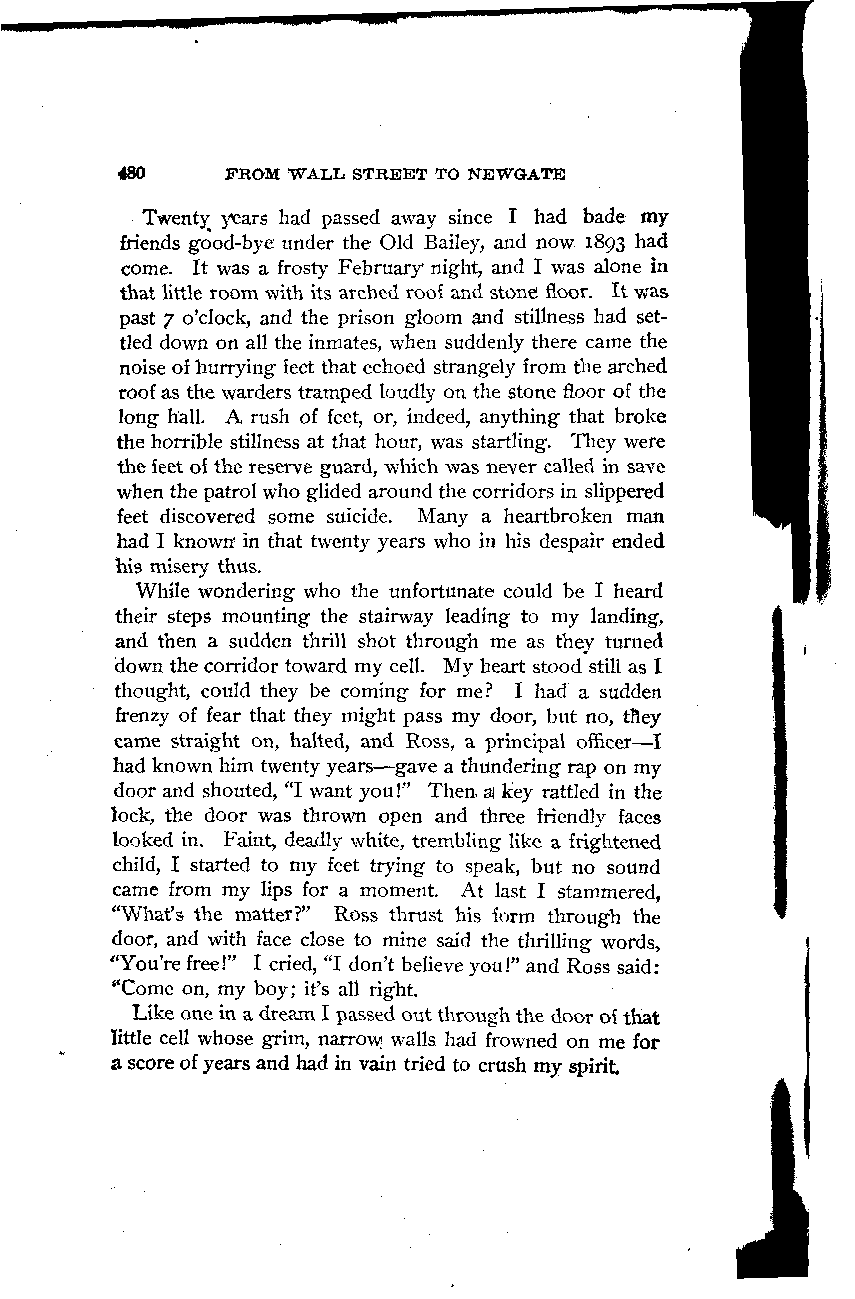 480 FROM WALL STREET TO NEWGATE
Twenty years had passed away since I had bade my
friends good-bye under the Old Bailey, and now 1893 had
come. It was a frosty February night, and I was alone in
that little room with its arched roof and stone floor. It was
past 7 o'clock, and the prison gloom and stillness had set-
tled down on all the inmates, when suddenly there came the
noise of hurrying feet that echoed strangely from the arched
roof as the warders tramped loudly on the stone floor of the
long hall. A rush of feet, or, indeed, anything that broke
the horrible stillness at that hour, was startling. They were
the feet of the reserve guard, which was never called in save
when the patrol who glided around the corridors in slippered
feet discovered some suicide. Many a heartbroken man
had I known in that twenty years who in his despair ended
his misery thus.
While wondering who the unfortunate could be I heard
their steps mounting the stairway leading to my landing,
and then a sudden thrill shot through me as they turned
down the corridor toward my cell. My heart stood still as I
thought, could they be coming for me? I had a sudden
frenzy of fear that they might pass my door, but no, they
came straight on, halted, and Ross, a principal officer—I
had known him twenty years—gave a thundering rap on my
door and shouted, "I want you!" Then a key rattled in the
lock, the door was thrown open and three friendly faces
looked in. Faint, deadly white, trembling like a frightened
child, I started to my feet trying to speak, but no sound
came from my lips for a moment. At last I stammered,
"What's the matter?" Ross thrust his form through the
door, and with face close to mine said the thrilling words,
"You're free!" I cried, "I don't believe you!" and Ross said:
"Come on, my boy; it's all right.
Like one in a dream I passed out through the door of that
little cell whose grim, narrow walls had frowned on me for
a score of years and had in vain tried to crush my spirit.